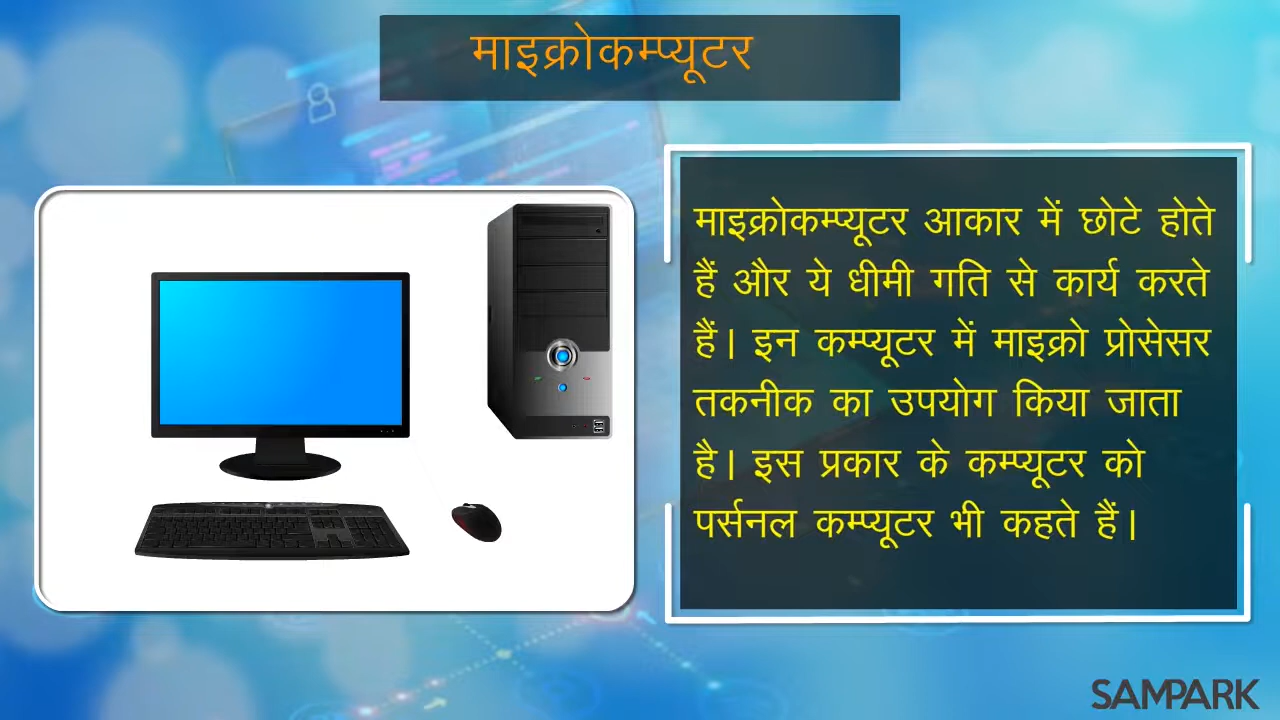 माइक्रोकम्प्यूटर
माइक्रोकम्प्यूटर आकार में छोटे होते
हैं और ये धीमी गति से कार्य करते
हैं। इन कम्प्यूटर में माइक्रो प्रोसेसर
तकनीक का उपयोग किया जाता
है। इस प्रकार के कम्प्यूटर को
पर्सनल कम्प्यूटर भी कहते हैं।
SAMPARK